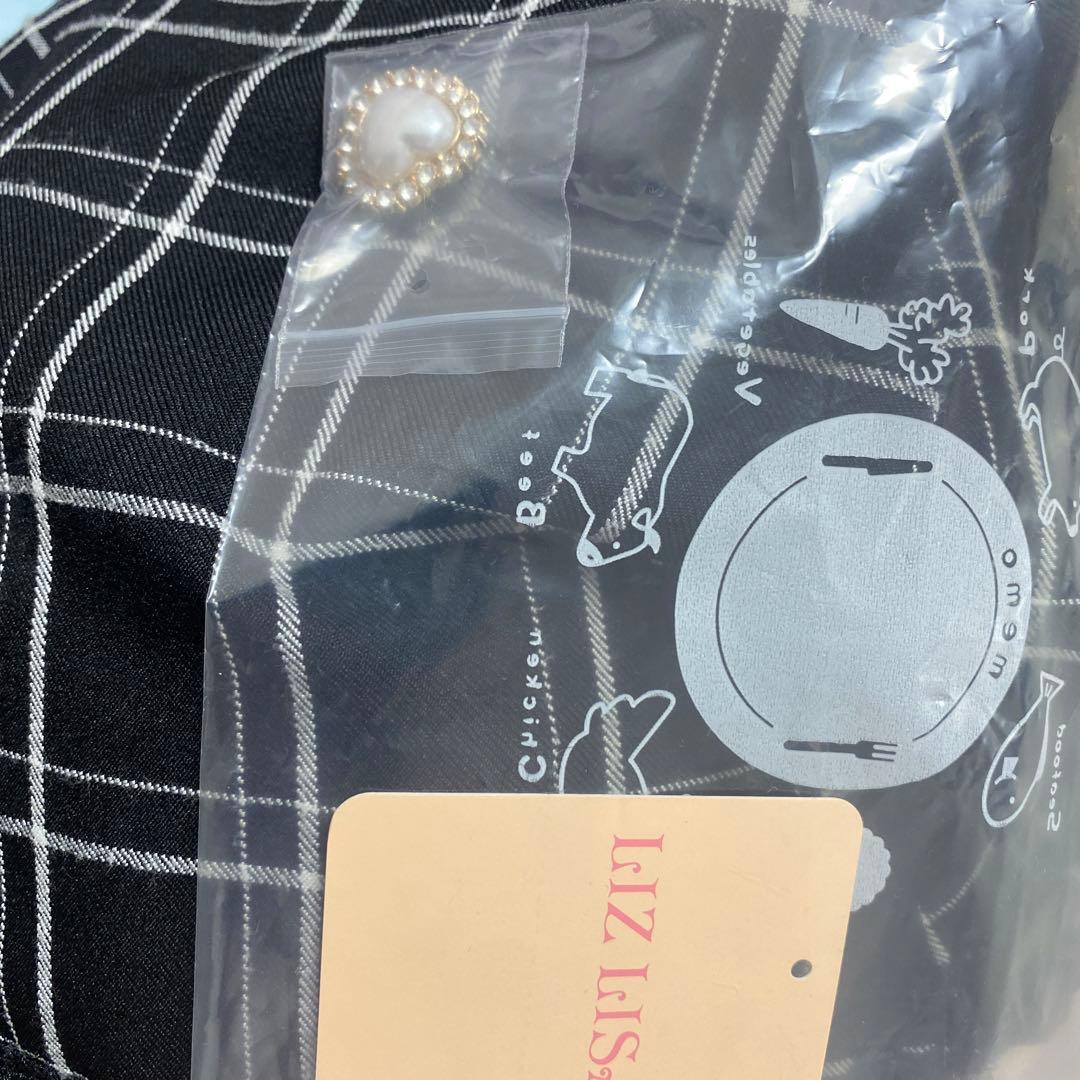 Vegetables
Pork
Beef
memo
Chicken
Seafood
LIZ LIS